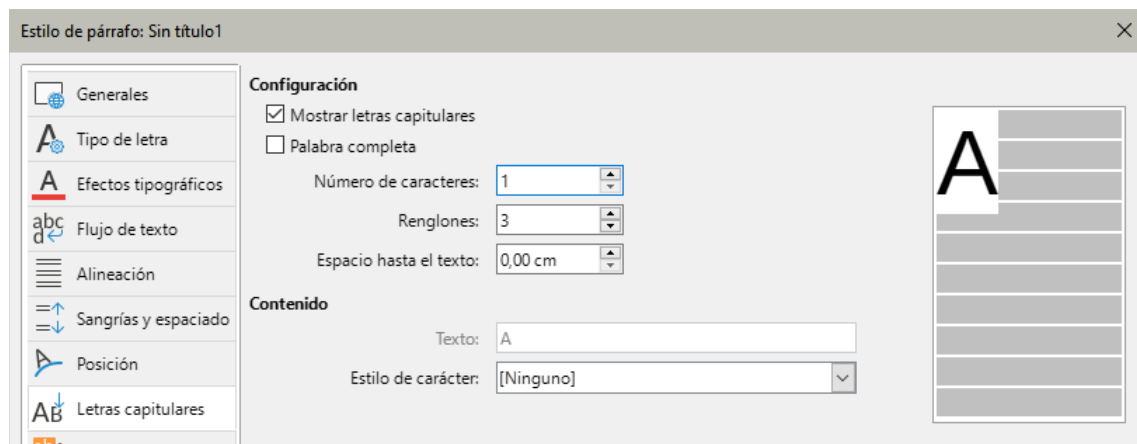 Estilo de párrafo: Sin título1
Generales
Tipo de letra
Efectos tipográficos
Flujo de texto
Alineación
Sangrías y espaciado
Posición
Letras capitulares
Configuración
Mostrar letras capitulares
Palabra completa
Número de caracteres: 1
Renglones: 3
Espacio hasta el texto: 0,00 cm
Contenido
Texto: A
Estilo de carácter: [Ninguno]
A